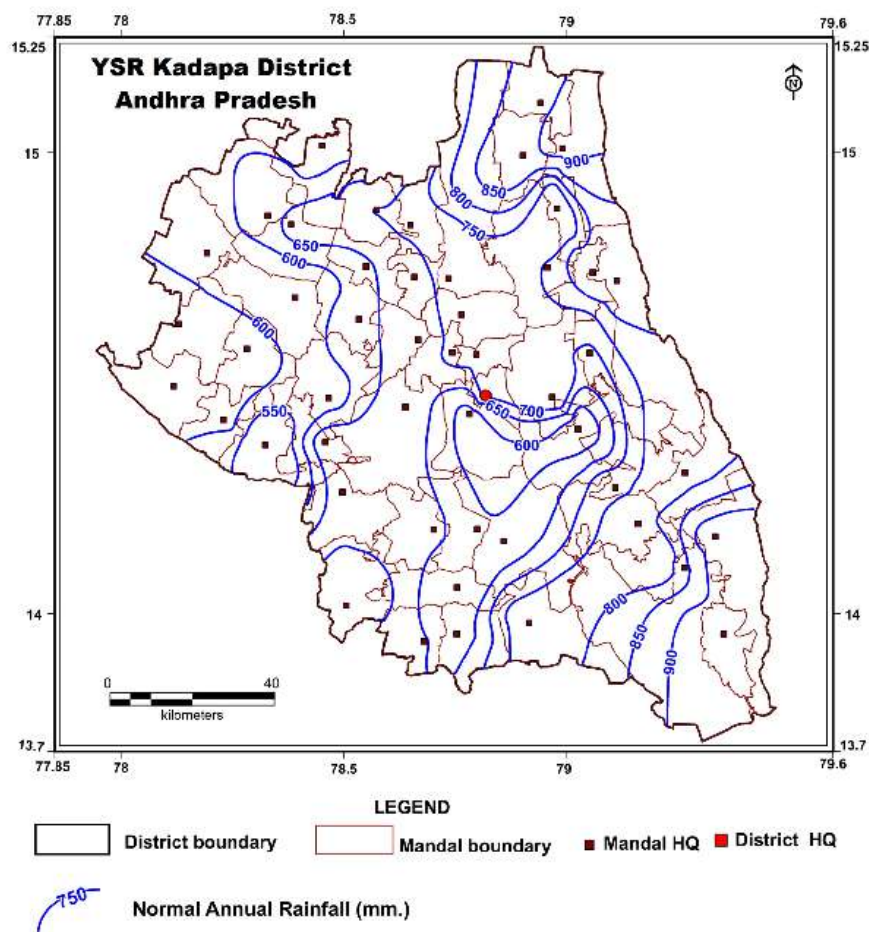 77.85 78 78.5 79 79.6
15.25 15.25
YSR Kadapa District
Andhra Pradesh
N
15 15
900
850
800
750
650
600
600
550
650 700
600
14 14
800
850
900
0 40
kilometers
13.7 13.7
77.85 78 78.5 79 79.6
LEGEND
District boundary Mandal boundary Mandal HQ District HQ
750 Normal Annual Rainfall (mm.)